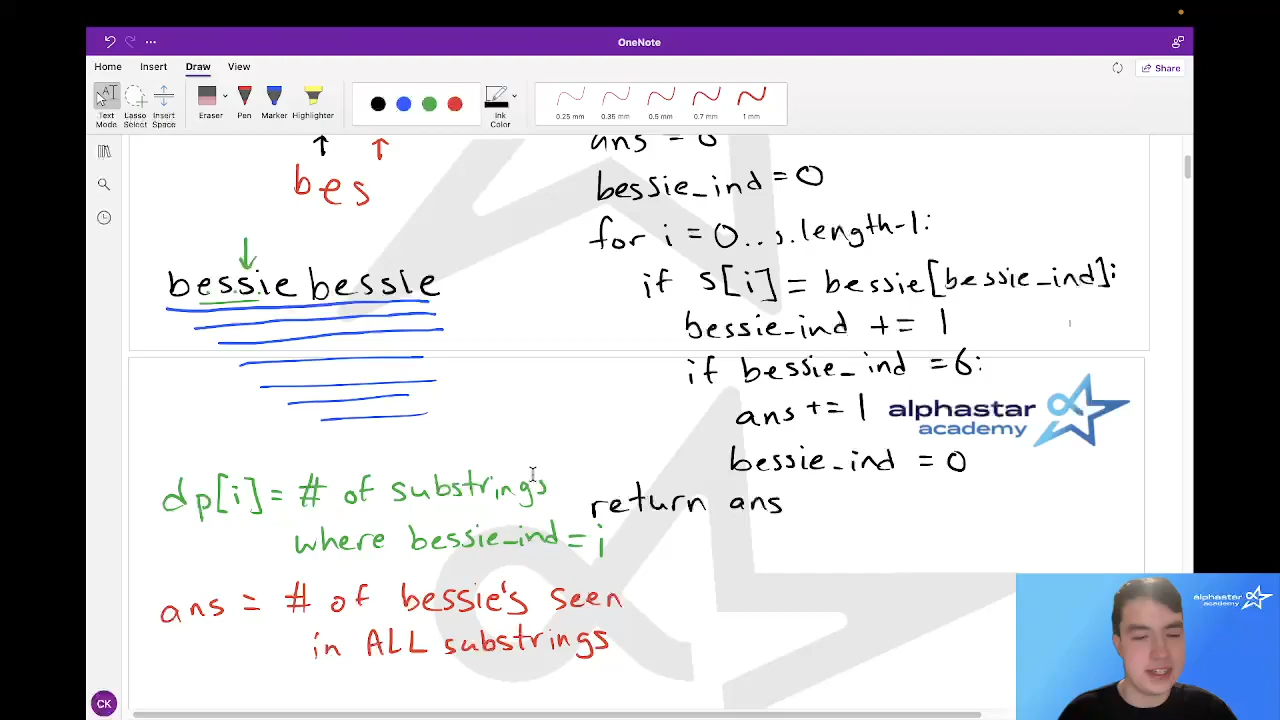 OneNote
Home Insert Draw View
Share
Text Mode
Lasso Select
Insert Space
Eraser
Pen
Marker
Highlighter
Ink Color
0.25 mm
0.35 mm
0.5 mm
0.7 mm
1 mm
bes
bessiebessie
dp[i] = # of substrings
where bessie_ind = i
ans = # of bessie's seen
in ALL substrings
ans = 0
bessie_ind = 0
for i = 0..s.length-1:
if s[i] = bessie[bessie_ind]:
bessie_ind += 1
if bessie_ind = 6:
ans += 1
bessie_ind = 0
return ans
alphastar
academy
CK
alphastar
academy